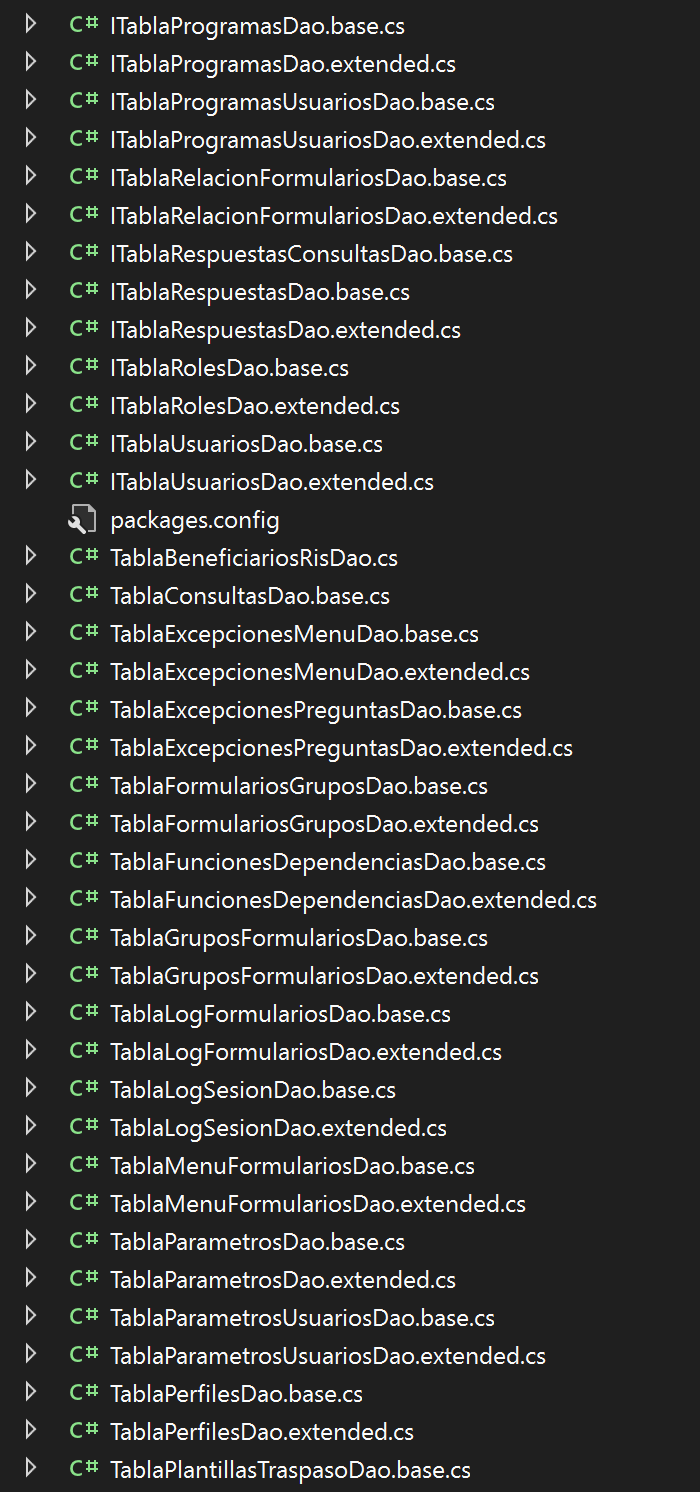 C# ITablaProgramasDao.base.cs
C# ITablaProgramasDao.extended.cs
C# ITablaProgramasUsuariosDao.base.cs
C# ITablaProgramasUsuariosDao.extended.cs
C# ITablaRelacionFormulariosDao.base.cs
C# ITablaRelacionFormulariosDao.extended.cs
C# ITablaRespuestasConsultasDao.base.cs
C# ITablaRespuestasDao.base.cs
C# ITablaRespuestasDao.extended.cs
C# ITablaRolesDao.base.cs
C# ITablaRolesDao.extended.cs
C# ITablaUsuariosDao.base.cs
C# ITablaUsuariosDao.extended.cs
packages.config
C# TablaBeneficiariosRisDao.cs
C# TablaConsultasDao.base.cs
C# TablaExcepcionesMenuDao.base.cs
C# TablaExcepcionesMenuDao.extended.cs
C# TablaExcepcionesPreguntasDao.base.cs
C# TablaExcepcionesPreguntasDao.extended.cs
C# TablaFormulariosGruposDao.base.cs
C# TablaFormulariosGruposDao.extended.cs
C# TablaFuncionesDependenciasDao.base.cs
C# TablaFuncionesDependenciasDao.extended.cs
C# TablaGruposFormulariosDao.base.cs
C# TablaGruposFormulariosDao.extended.cs
C# TablaLogFormulariosDao.base.cs
C# TablaLogFormulariosDao.extended.cs
C# TablaLogSesionDao.base.cs
C# TablaLogSesionDao.extended.cs
C# TablaMenuFormulariosDao.base.cs
C# TablaMenuFormulariosDao.extended.cs
C# TablaParametrosDao.base.cs
C# TablaParametrosDao.extended.cs
C# TablaParametrosUsuariosDao.base.cs
C# TablaParametrosUsuariosDao.extended.cs
C# TablaPerfilesDao.base.cs
C# TablaPerfilesDao.extended.cs
C# TablaPlantillasTraspasoDao.base.cs